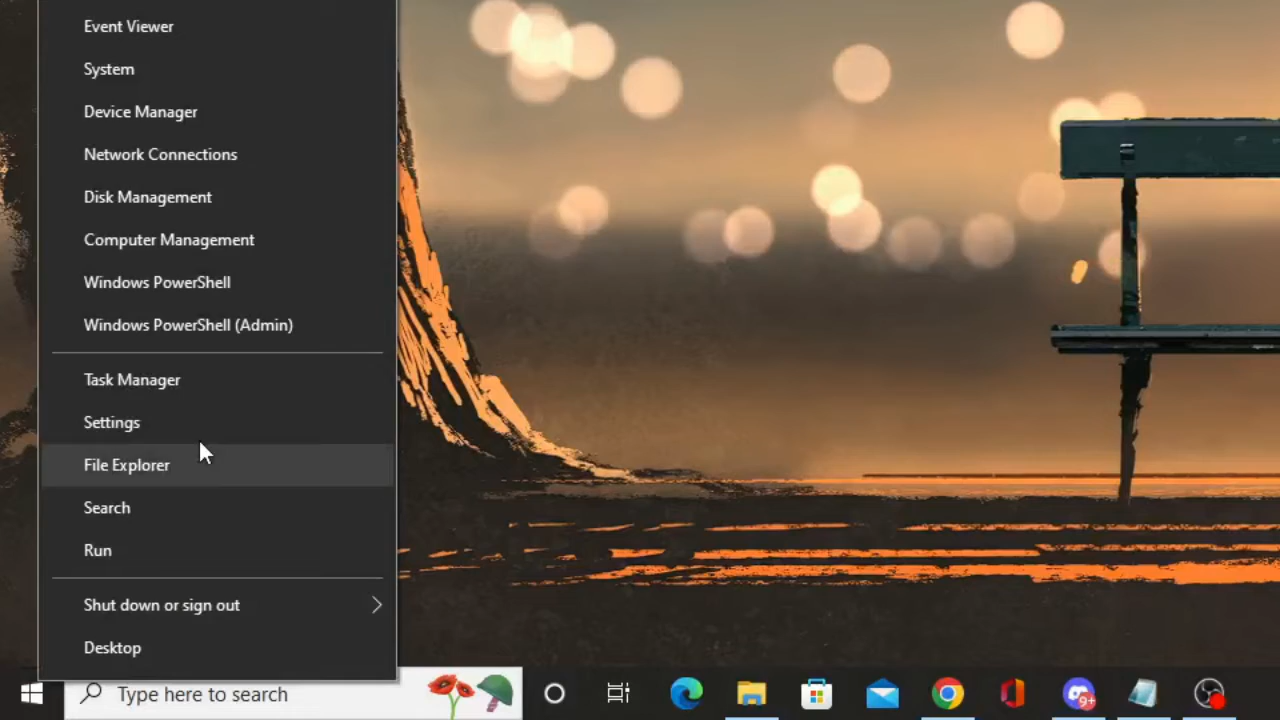 Event Viewer
System
Device Manager
Network Connections
Disk Management
Computer Management
Windows PowerShell
Windows PowerShell (Admin)
Task Manager
Settings
File Explorer
Search
Run
Shut down or sign out
Desktop
Type here to search
9+